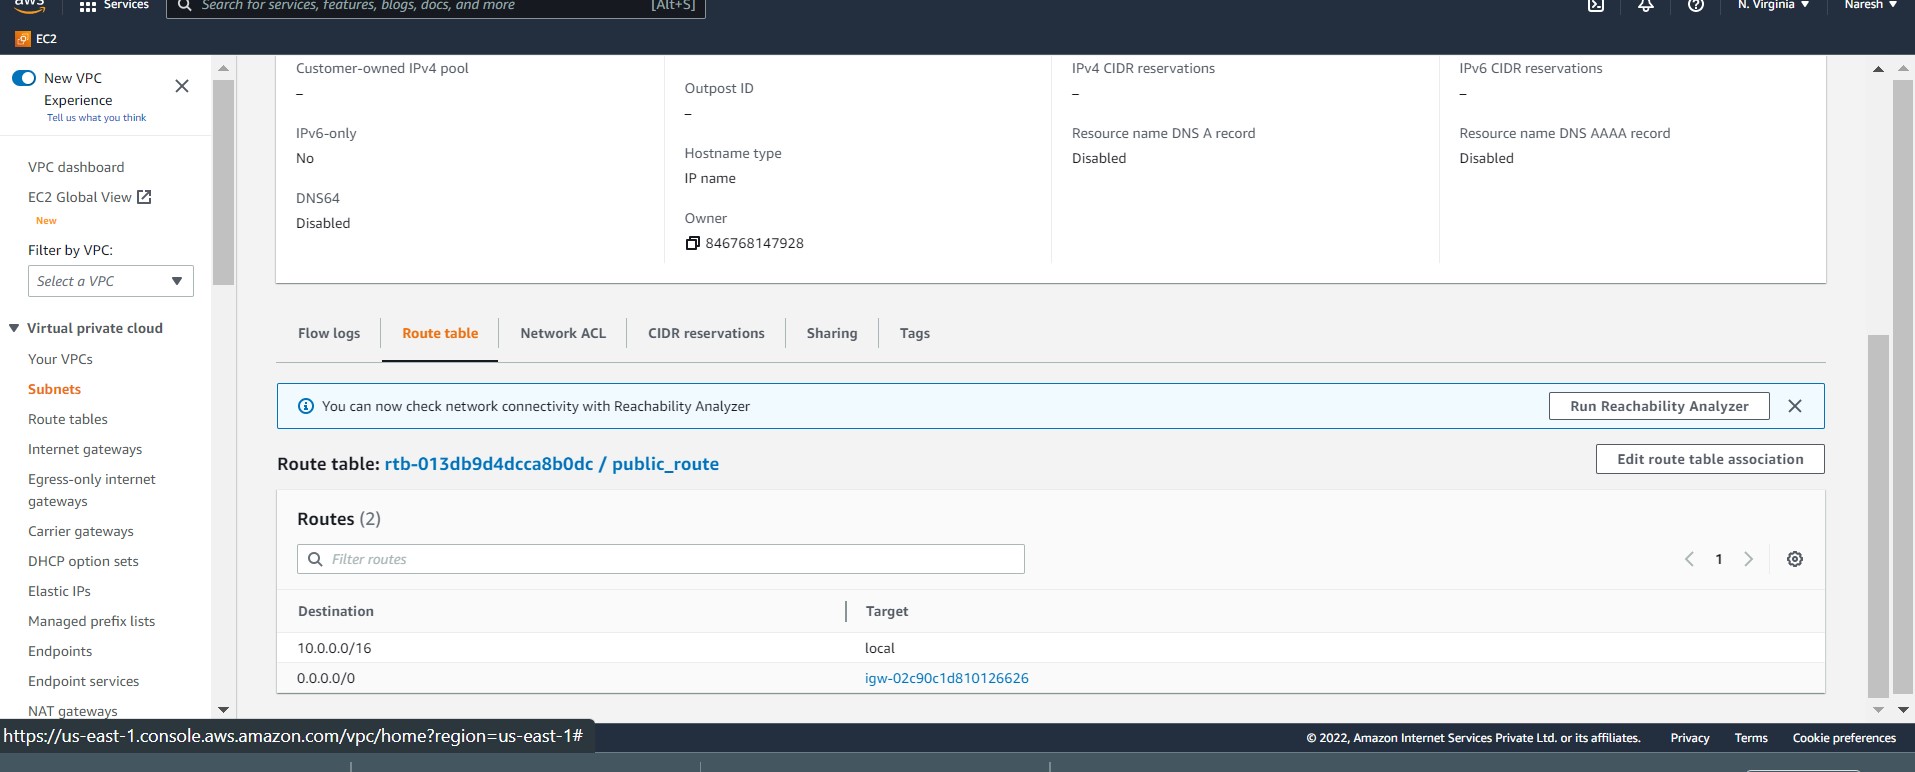 aws
Services
Search for services, features, blogs, docs, and more
[Alt+S]
N. Virginia
Naresh
EC2
New VPC
Experience
Tell us what you think
VPC dashboard
EC2 Global View
New
Filter by VPC:
Select a VPC
Virtual private cloud
Your VPCs
Subnets
Route tables
Internet gateways
Egress-only internet
gateways
Carrier gateways
DHCP option sets
Elastic IPs
Managed prefix lists
Endpoints
Endpoint services
NAT gateways
Customer-owned IPv4 pool
–
IPv6-only
No
DNS64
Disabled
Outpost ID
–
Hostname type
IP name
Owner
846768147928
IPv4 CIDR reservations
–
Resource name DNS A record
Disabled
IPv6 CIDR reservations
–
Resource name DNS AAAA record
Disabled
Flow logs
Route table
Network ACL
CIDR reservations
Sharing
Tags
You can now check network connectivity with Reachability Analyzer
Run Reachability Analyzer
Route table: rtb-013db9d4dcca8b0dc / public_route
Edit route table association
Routes (2)
Filter routes
1
Destination
Target
10.0.0.0/16
local
0.0.0.0/0
igw-02c90c1d810126626
https://us-east-1.console.aws.amazon.com/vpc/home?region=us-east-1#
© 2022, Amazon Internet Services Private Ltd. or its affiliates.
Privacy
Terms
Cookie preferences